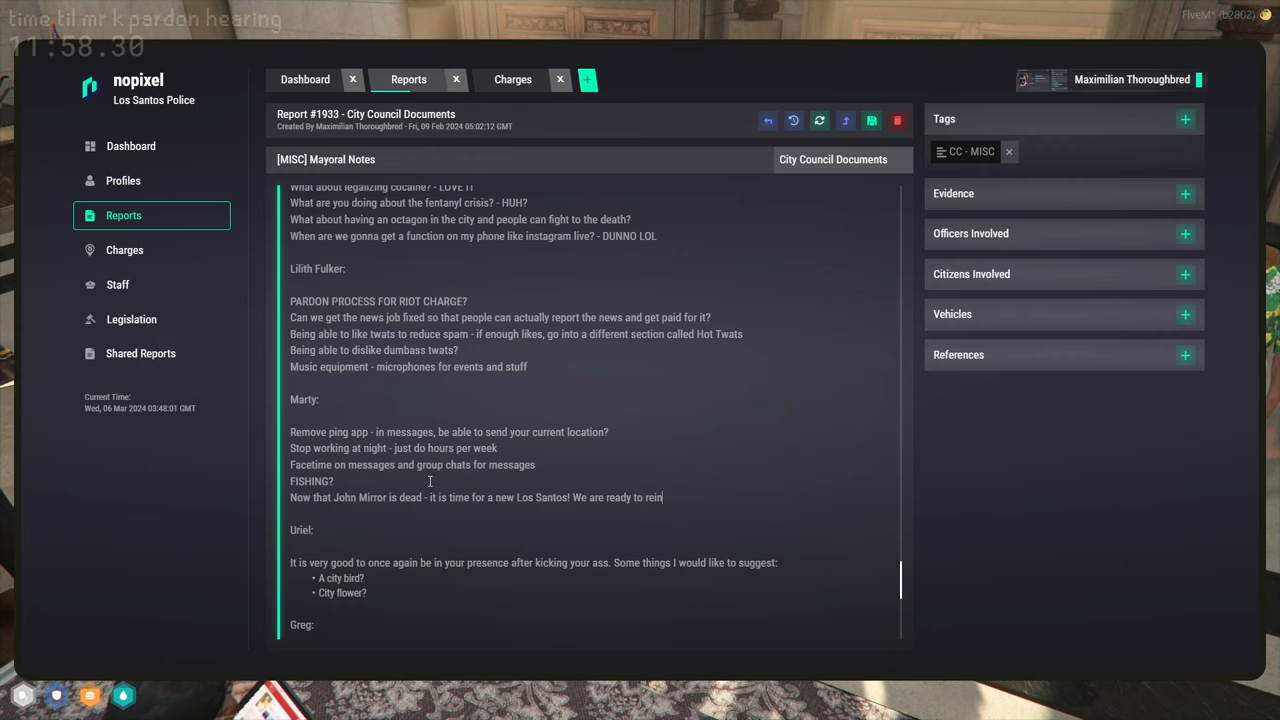 time til mr k pardon hearing
11:58.30
FiveM* (b2802)
nopixel
Los Santos Police
Dashboard
Profiles
Reports
Charges
Staff
Legislation
Shared Reports
Current Time:
Wed, 06 Mar 2024 03:48:01 GMT
Dashboard x Reports x Charges x +
Maximilian Thoroughbred
Report #1933 - City Council Documents
Created By Maximilian Thoroughbred · Fri, 09 Feb 2024 05:02:12 GMT
[MISC] Mayoral Notes
City Council Documents
What about legalizing cocaine? - LOVE IT
What are you doing about the fentanyl crisis? - HUH?
What about having an octagon in the city and people can fight to the death?
When are we gonna get a function on my phone like instagram live? - DUNNO LOL
Lilith Fulker:
PARDON PROCESS FOR RIOT CHARGE?
Can we get the news job fixed so that people can actually report the news and get paid for it?
Being able to like twats to reduce spam - if enough likes, go into a different section called Hot Twats
Being able to dislike dumbass twats?
Music equipment - microphones for events and stuff
Marty:
Remove ping app - in messages, be able to send your current location?
Stop working at night - just do hours per week
Facetime on messages and group chats for messages
FISHING?
Now that John Mirror is dead - it is time for a new Los Santos! We are ready to rein
Uriel:
It is very good to once again be in your presence after kicking your ass. Some things I would like to suggest:
• A city bird?
• City flower?
Greg:
Tags +
CC - MISC x
Evidence +
Officers Involved +
Citizens Involved +
Vehicles +
References +